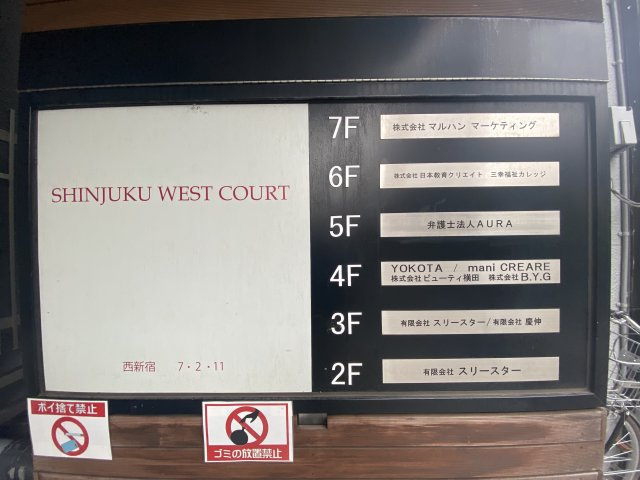 SHINJUKU WEST COURT
西新宿 7・2・11
7F 株式会社 マルハン マーケティング
6F 株式会社 日本教育クリエイト 三幸福祉カレッジ
5F 弁護士法人AURA
4F YOKOTA / mani CREARE
株式会社 ビューティ横田 株式会社 B.Y.G
3F 有限会社 スリースター/有限会社 慶伸
2F 有限会社 スリースター
ポイ捨て禁止
ゴミの放置禁止